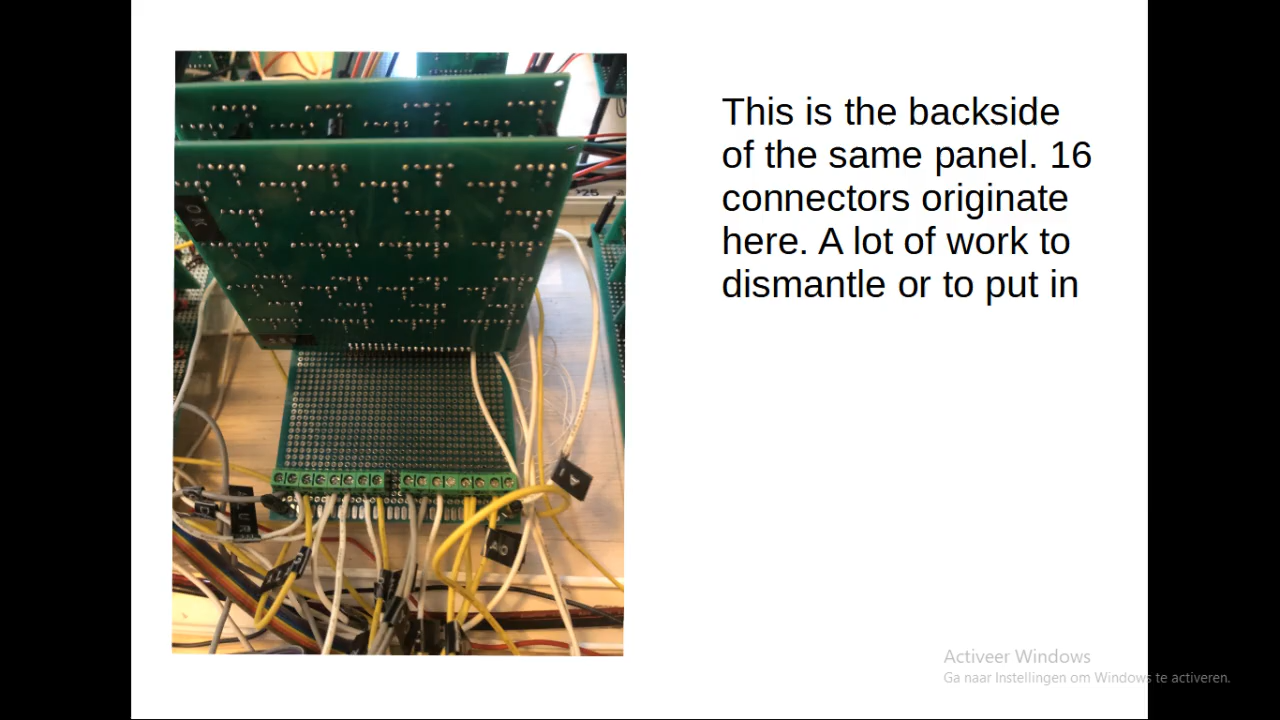 This is the backside
of the same panel. 16
connectors originate
here. A lot of work to
dismantle or to put in
OK
Activeer Windows
Ga naar Instellingen om Windows te activeren.